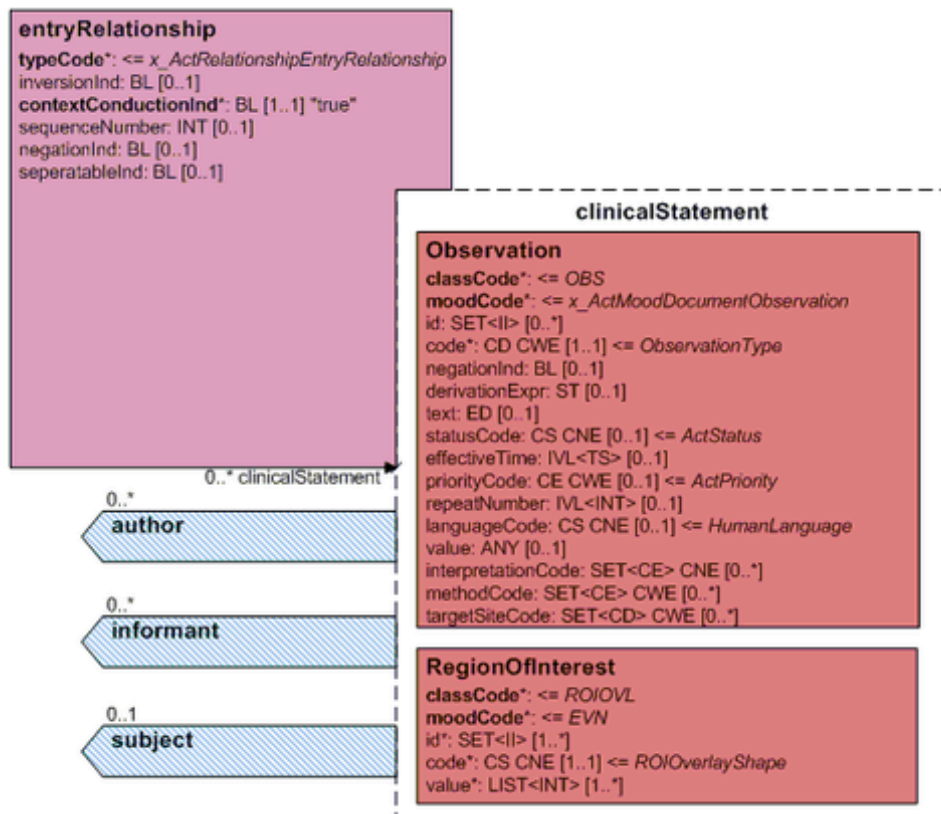 entryRelationship
typeCode*: <= x_ActRelationshipEntryRelationship
inversionInd: BL [0..1]
contextConductionInd*: BL [1..1] "true"
sequenceNumber: INT [0..1]
negationInd: BL [0..1]
seperatableInd: BL [0..1]
clinicalStatement
Observation
classCode*: <= OBS
moodCode*: <= x_ActMoodDocumentObservation
id: SET<II> [0..*]
code*: CD CWE [1..1] <= ObservationType
negationInd: BL [0..1]
derivationExpr: ST [0..1]
text: ED [0..1]
statusCode: CS CNE [0..1] <= ActStatus
effectiveTime: IVL<TS> [0..1]
priorityCode: CE CWE [0..1] <= ActPriority
repeatNumber: IVL<INT> [0..1]
languageCode: CS CNE [0..1] <= HumanLanguage
value: ANY [0..1]
interpretationCode: SET<CE> CNE [0..*]
methodCode: SET<CE> CWE [0..*]
targetSiteCode: SET<CD> CWE [0..*]
0..* clinicalStatement
0..*
author
0..*
informant
0..1
subject
RegionOfInterest
classCode*: <= ROIOVL
moodCode*: <= EVN
id*: SET<II> [1..*]
code*: CS CNE [1..1] <= ROIOverlayShape
value*: LIST<INT> [1..*]